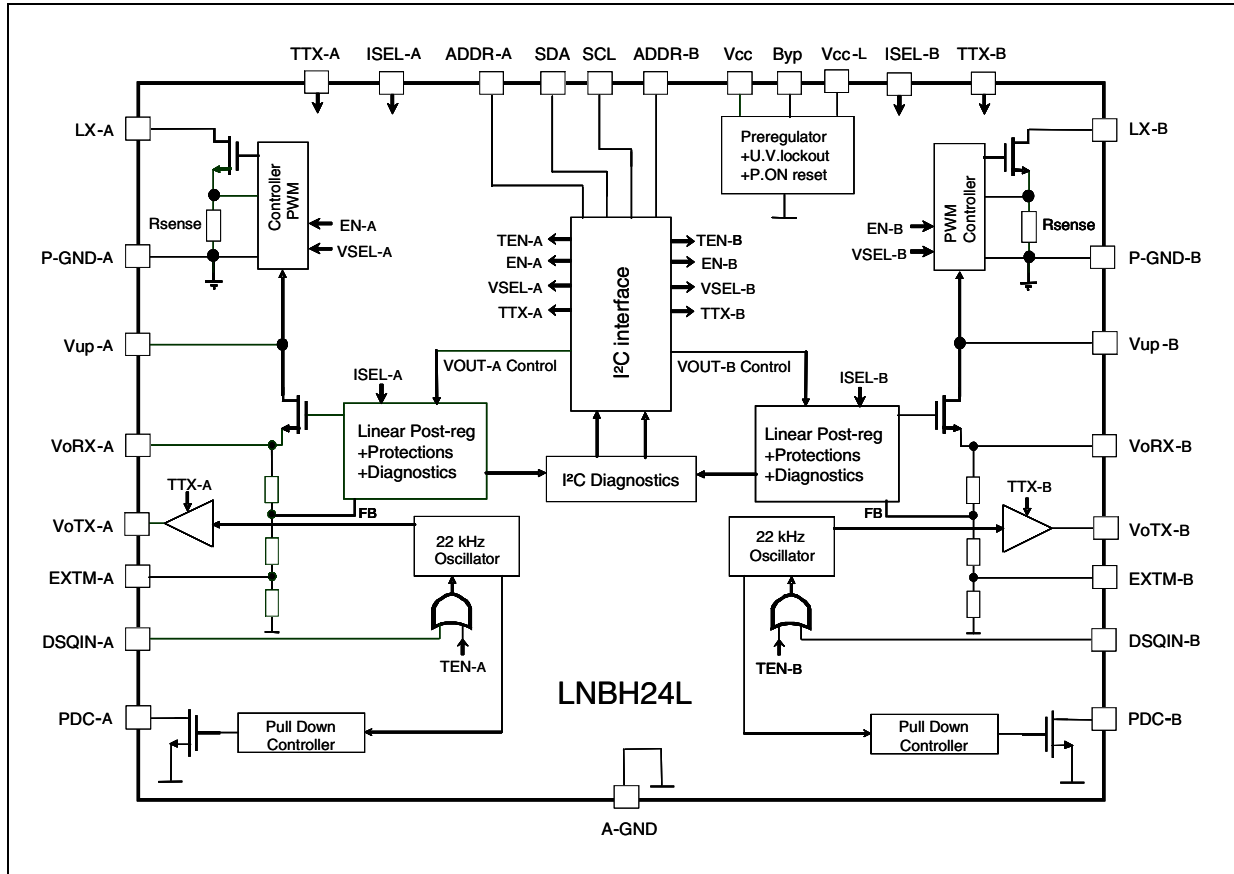 TTX-A
ISEL-A
ADDR-A
SDA
SCL
ADDR-B
Vcc
Byp
Vcc-L
ISEL-B
TTX-B
LX-A
LX-B
Preregulator
+U.V.lockout
+P.ON reset
Controller
PWM
PWM
Controller
Rsense
Rsense
EN-A
VSEL-A
EN-B
VSEL-B
P-GND-A
P-GND-B
TEN-A
EN-A
VSEL-A
TTX-A
I²C interface
TEN-B
EN-B
VSEL-B
TTX-B
Vup-A
Vup-B
VOUT-A Control
VOUT-B Control
ISEL-A
ISEL-B
Linear Post-reg
+Protections
+Diagnostics
Linear Post-reg
+Protections
+Diagnostics
VoRX-A
VoRX-B
I²C Diagnostics
TTX-A
TTX-B
FB
FB
VoTX-A
VoTX-B
22 kHz
Oscillator
22 kHz
Oscillator
EXTM-A
EXTM-B
DSQIN-A
DSQIN-B
TEN-A
TEN-B
LNBH24L
PDC-A
PDC-B
Pull Down
Controller
Pull Down
Controller
A-GND